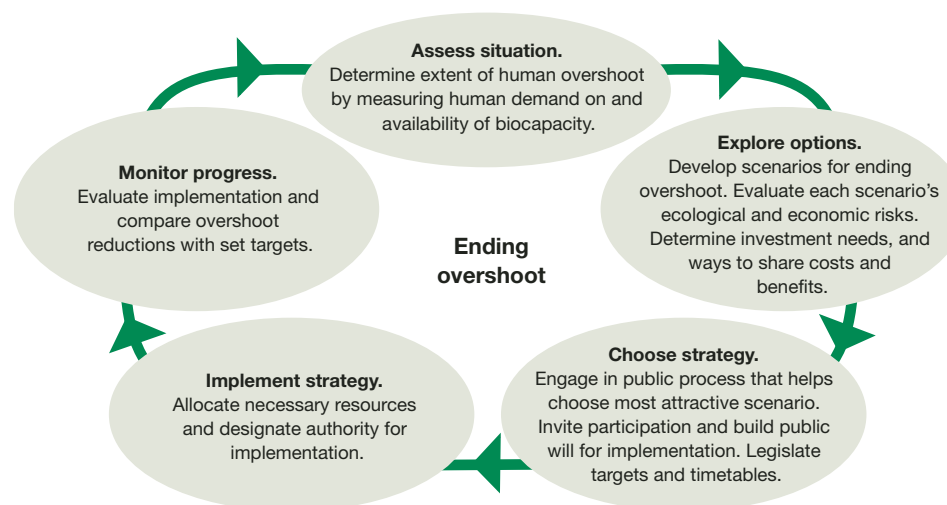 Assess situation.
Determine extent of human overshoot
by measuring human demand on and
availability of biocapacity.
Explore options.
Develop scenarios for ending
overshoot. Evaluate each scenario’s
ecological and economic risks.
Determine investment needs, and
ways to share costs and
benefits.
Choose strategy.
Engage in public process that helps
choose most attractive scenario.
Invite participation and build public
will for implementation. Legislate
targets and timetables.
Implement strategy.
Allocate necessary resources
and designate authority for
implementation.
Monitor progress.
Evaluate implementation and
compare overshoot
reductions with set targets.
Ending
overshoot